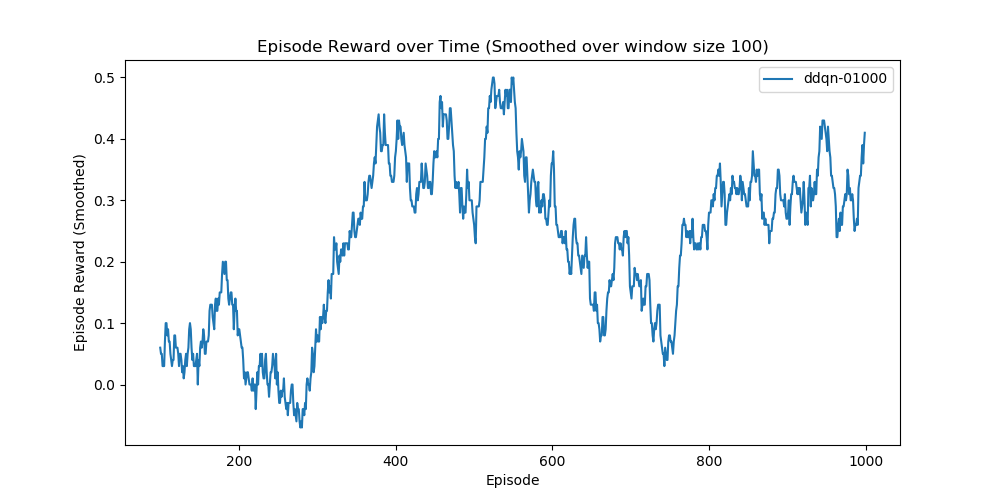 Episode Reward over Time (Smoothed over window size 100)
ddqn-01000
Episode Reward (Smoothed)
0.5
0.4
0.3
0.2
0.1
0.0
200 400 600 800 1000
Episode